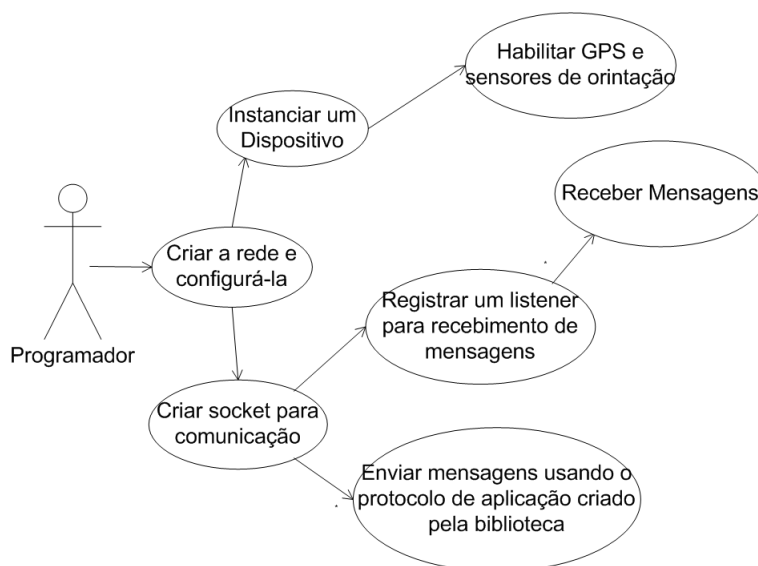 Habilitar GPS e
sensores de orintação
Instanciar um
Dispositivo
Receber Mensagens
Criar a rede e
configurá-la
Registrar um listener
para recebimento de
mensagens
Programador
Criar socket para
comunicação
Enviar mensagens usando o
protocolo de aplicação criado
pela biblioteca